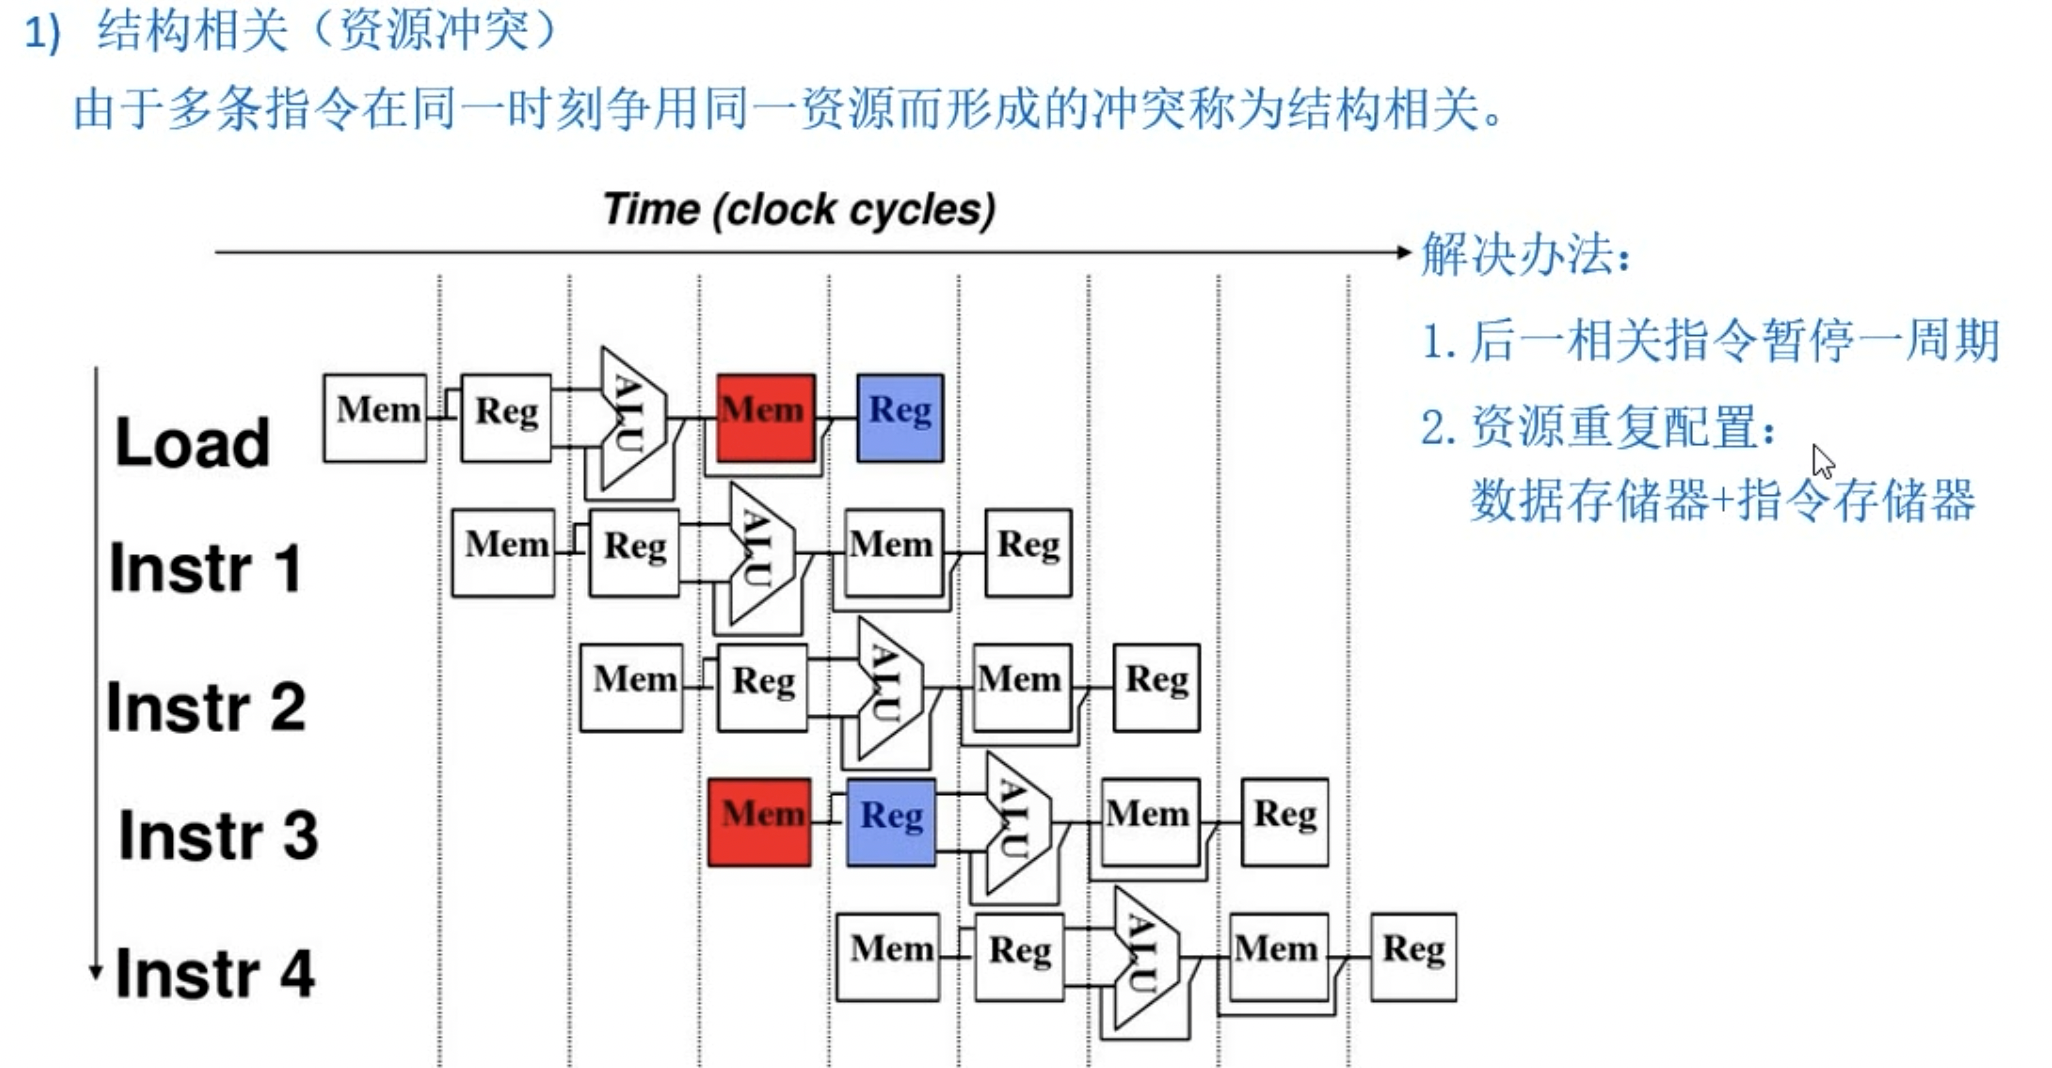 1) 结构相关（资源冲突）
由于多条指令在同一时刻争用同一资源而形成的冲突称为结构相关。
Time (clock cycles)
解决办法：
1. 后一相关指令暂停一周期
2. 资源重复配置：
数据存储器+指令存储器
Load Mem Reg ALU Mem Reg
Instr 1 Mem Reg ALU Mem Reg
Instr 2 Mem Reg ALU Mem Reg
Instr 3 Mem Reg ALU Mem Reg
Instr 4 Mem Reg ALU Mem Reg